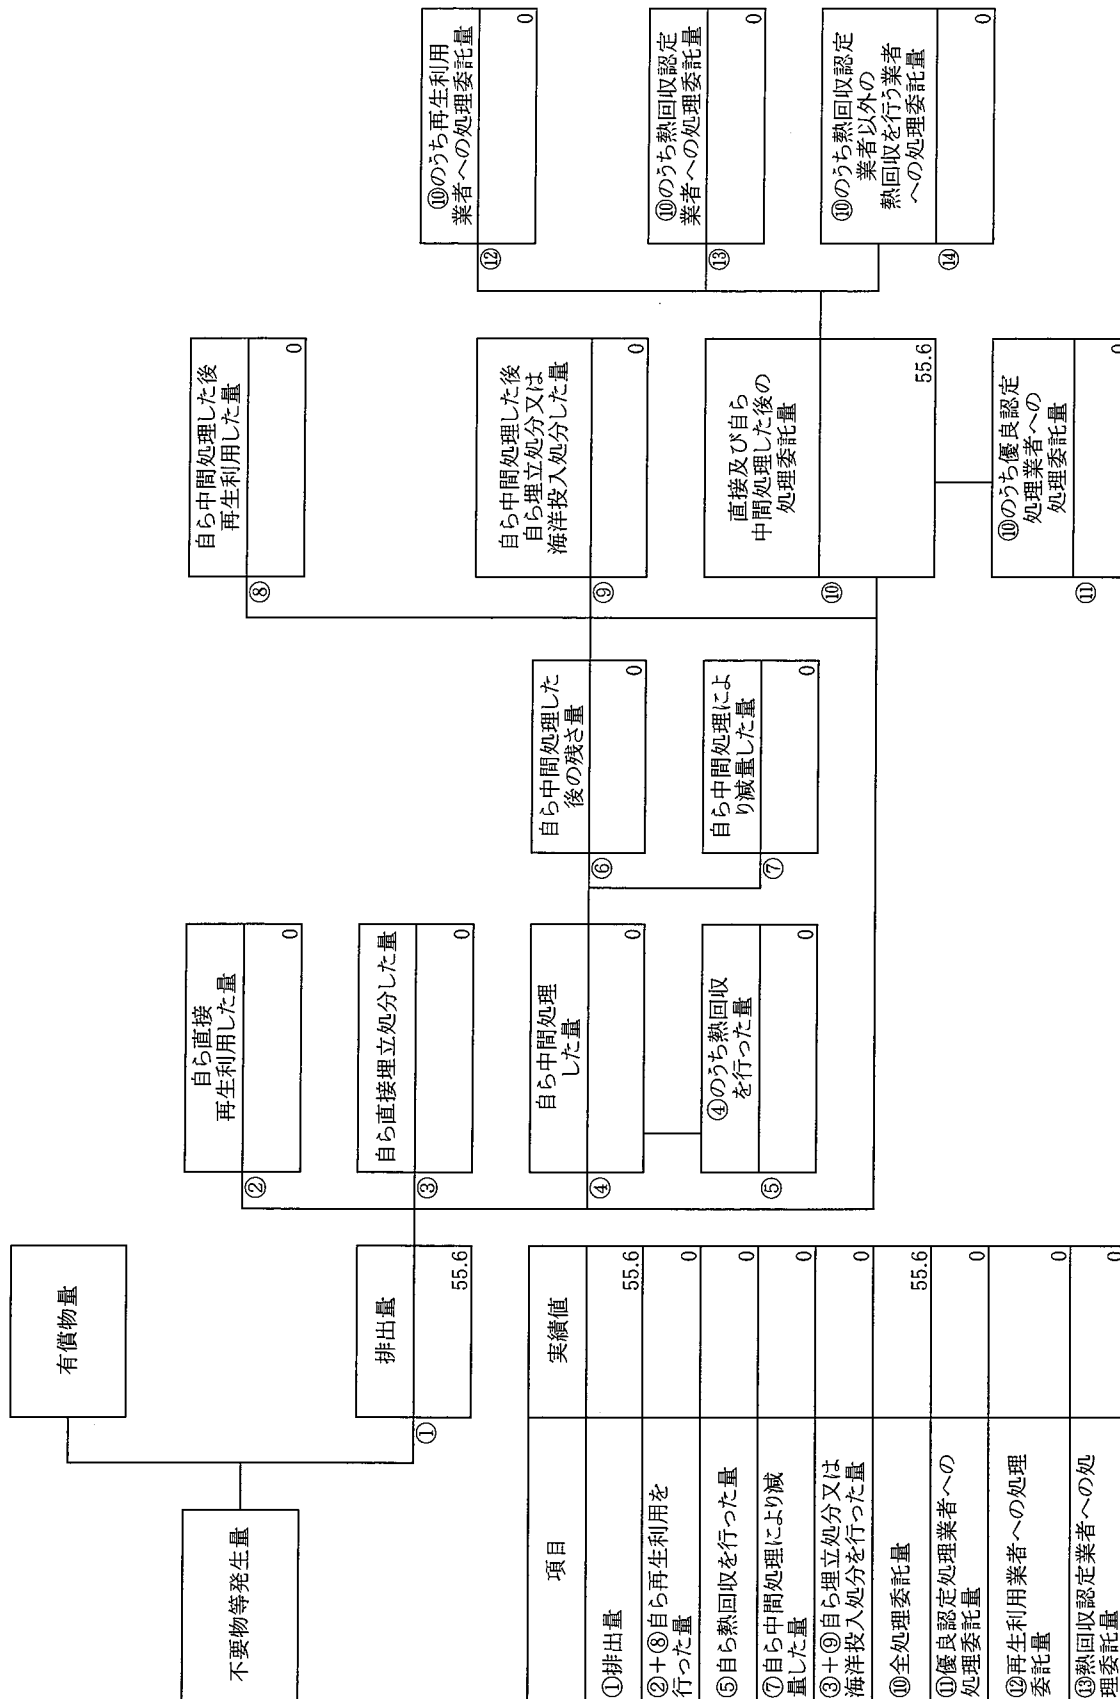 不要物等発生量
有償物量
①
排出量
55.6
②
自ら直接
再生利用した量
0
③
自ら直接埋立処分した量
0
④
自ら中間処理
した量
0
⑤
④のうち熱回収
を行った量
0
⑥
自ら中間処理した
後の残さ量
0
⑦
自ら中間処理によ
り減量した量
0
⑧
自ら中間処理した後
再生利用した量
0
⑨
自ら中間処理した後
自ら埋立処分又は
海洋投入処分した量
0
⑩
直接及び自ら
中間処理した後の
処理委託量
55.6
⑪
⑩のうち優良認定
処理業者への
処理委託量
0
⑫
⑩のうち再生利用
業者への処理委託量
0
⑬
⑩のうち熱回収認定
業者への処理委託量
0
⑭
⑩のうち熱回収認定
業者以外の
熱回収を行う業者
への処理委託量
0
項目 実績値
①排出量 55.6
②+⑧自ら再生利用を
行った量 0
⑤自ら熱回収を行った量 0
⑦自ら中間処理により減
量した量 0
③+⑨自ら埋立処分又は
海洋投入処分を行った量 0
⑩全処理委託量 55.6
⑪優良認定処理業者への
処理委託量 0
⑫再生利用業者への処理
委託量 0
⑬熱回収認定業者への処
理委託量 0